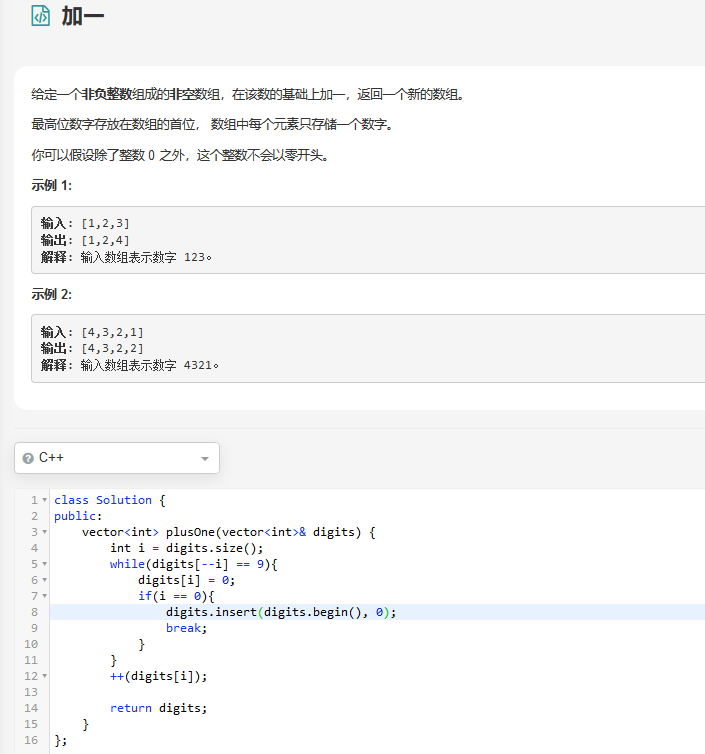 加一
给定一个非负整数组成的非空数组，在该数的基础上加一，返回一个新的数组。
最高位数字存放在数组的首位， 数组中每个元素只存储一个数字。
你可以假设除了整数 0 之外，这个整数不会以零开头。
示例 1:
输入: [1,2,3]
输出: [1,2,4]
解释: 输入数组表示数字 123。
示例 2:
输入: [4,3,2,1]
输出: [4,3,2,2]
解释: 输入数组表示数字 4321。
C++
1 class Solution {
2 public:
3     vector<int> plusOne(vector<int>& digits) {
4         int i = digits.size();
5         while(digits[--i] == 9){
6             digits[i] = 0;
7             if(i == 0){
8                 digits.insert(digits.begin(), 0);
9                 break;
10             }
11         }
12         ++(digits[i]);
13
14         return digits;
15     }
16 };